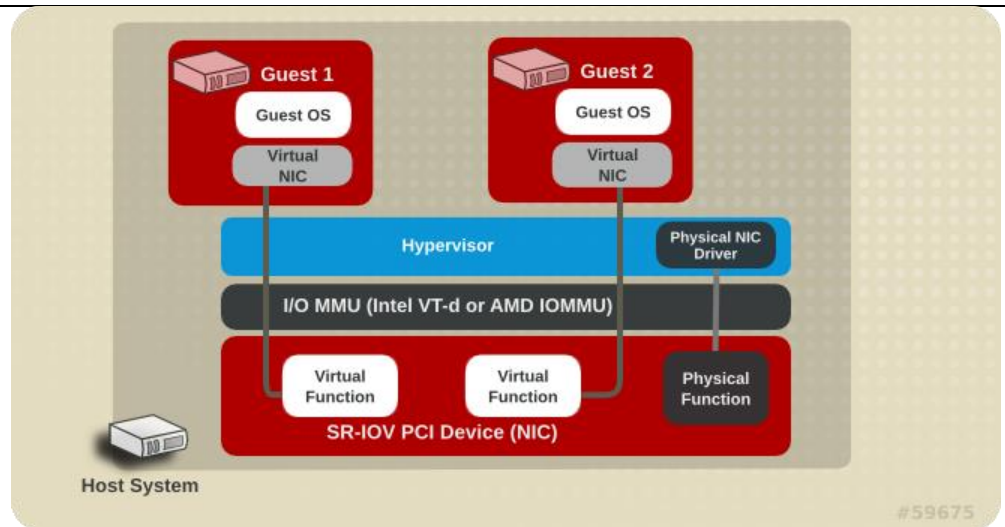 Guest 1
Guest OS
Virtual
NIC
Guest 2
Guest OS
Virtual
NIC
Hypervisor
Physical NIC
Driver
I/O MMU (Intel VT-d or AMD IOMMU)
Virtual
Function
Virtual
Function
Physical
Function
SR-IOV PCI Device (NIC)
Host System
#59675